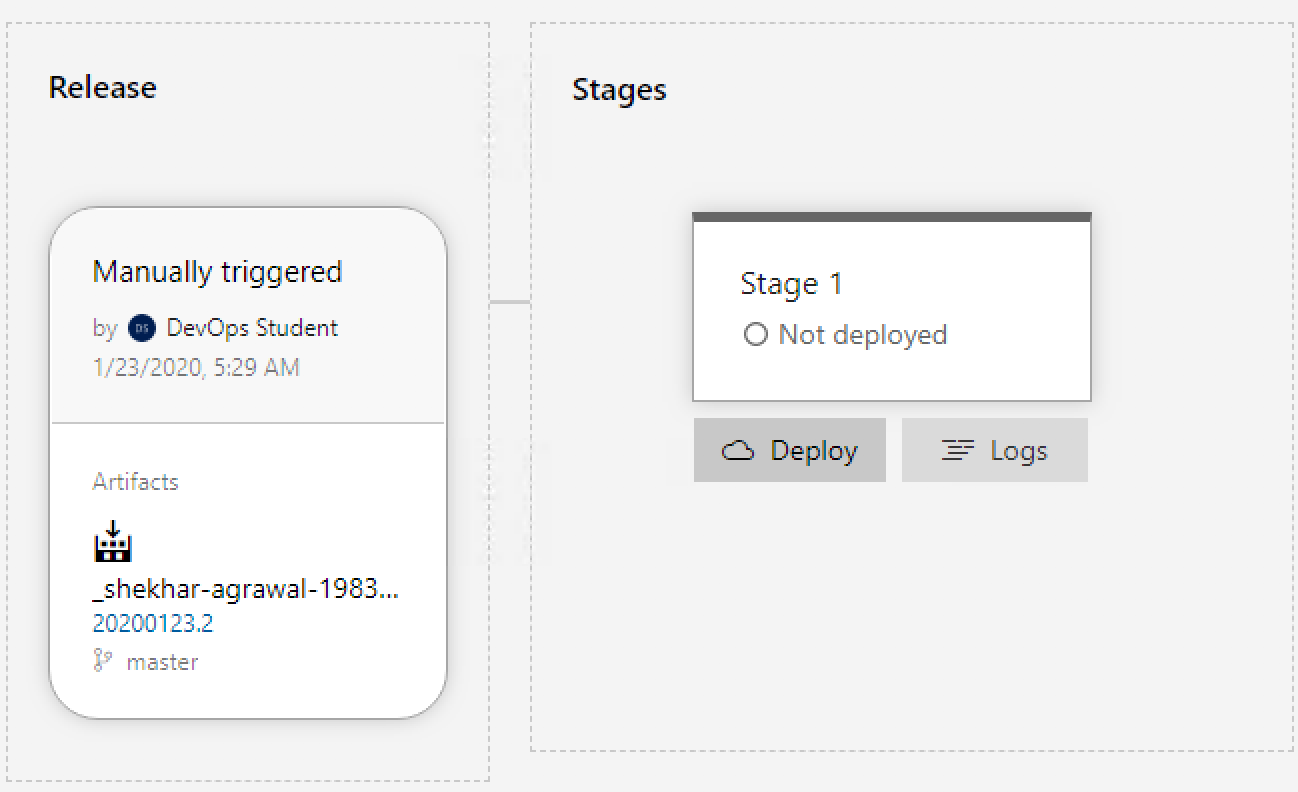 Release
Manually triggered
by DS DevOps Student
1/23/2020, 5:29 AM
Artifacts
_shekhar-agrawal-1983...
20200123.2
master
Stages
Stage 1
Not deployed
Deploy
Logs